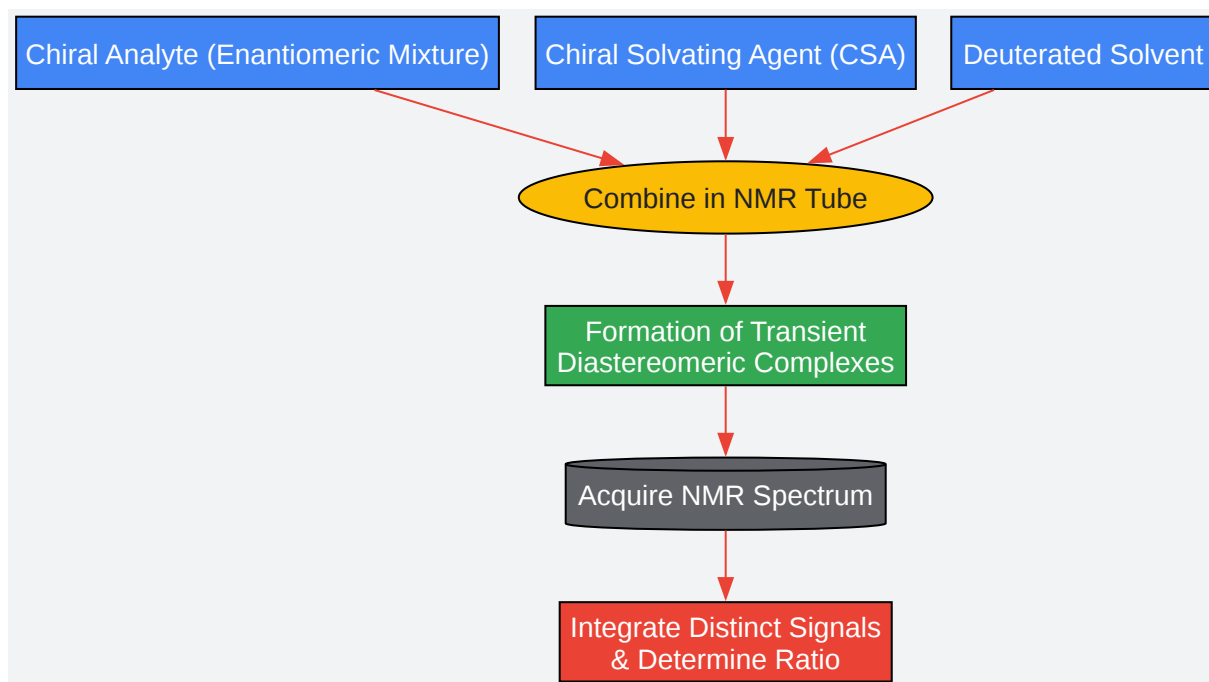 Chiral Analyte (Enantiomeric Mixture)
Chiral Solvating Agent (CSA)
Deuterated Solvent
Combine in NMR Tube
Formation of Transient
Diastereomeric Complexes
Acquire NMR Spectrum
Integrate Distinct Signals
& Determine Ratio